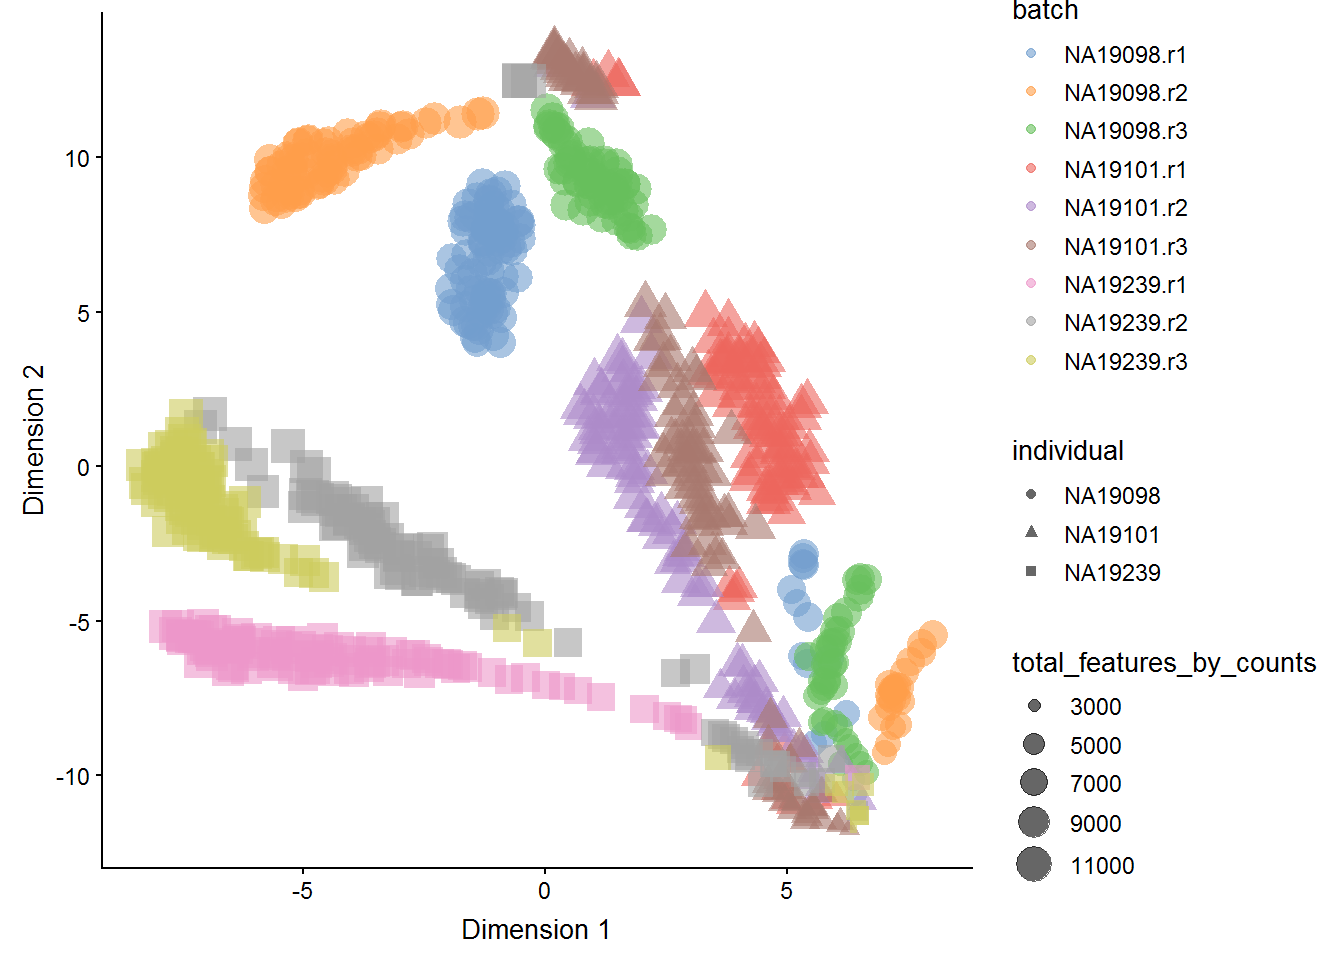 batch
NA19098.r1
NA19098.r2
NA19098.r3
NA19101.r1
NA19101.r2
NA19101.r3
NA19239.r1
NA19239.r2
NA19239.r3
individual
NA19098
NA19101
NA19239
total_features_by_counts
3000
5000
7000
9000
11000
Dimension 2
10
5
0
-5
-10
-5
0
5
Dimension 1